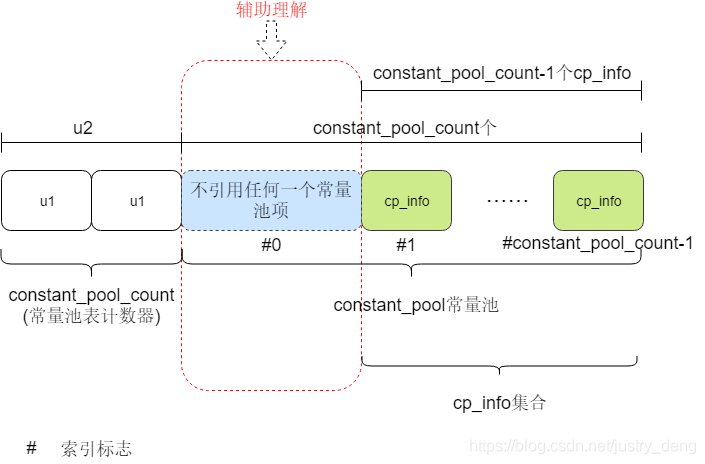 辅助理解
constant_pool_count-1个cp_info
u2
constant_pool_count个
u1
u1
不引用任何一个常量
池项
cp_info
······
cp_info
#0
#1
#constant_pool_count-1
constant_pool_count
(常量池表计数器)
constant_pool常量池
cp_info集合
# 索引标志
https://blog.csdn.net/justry_deng